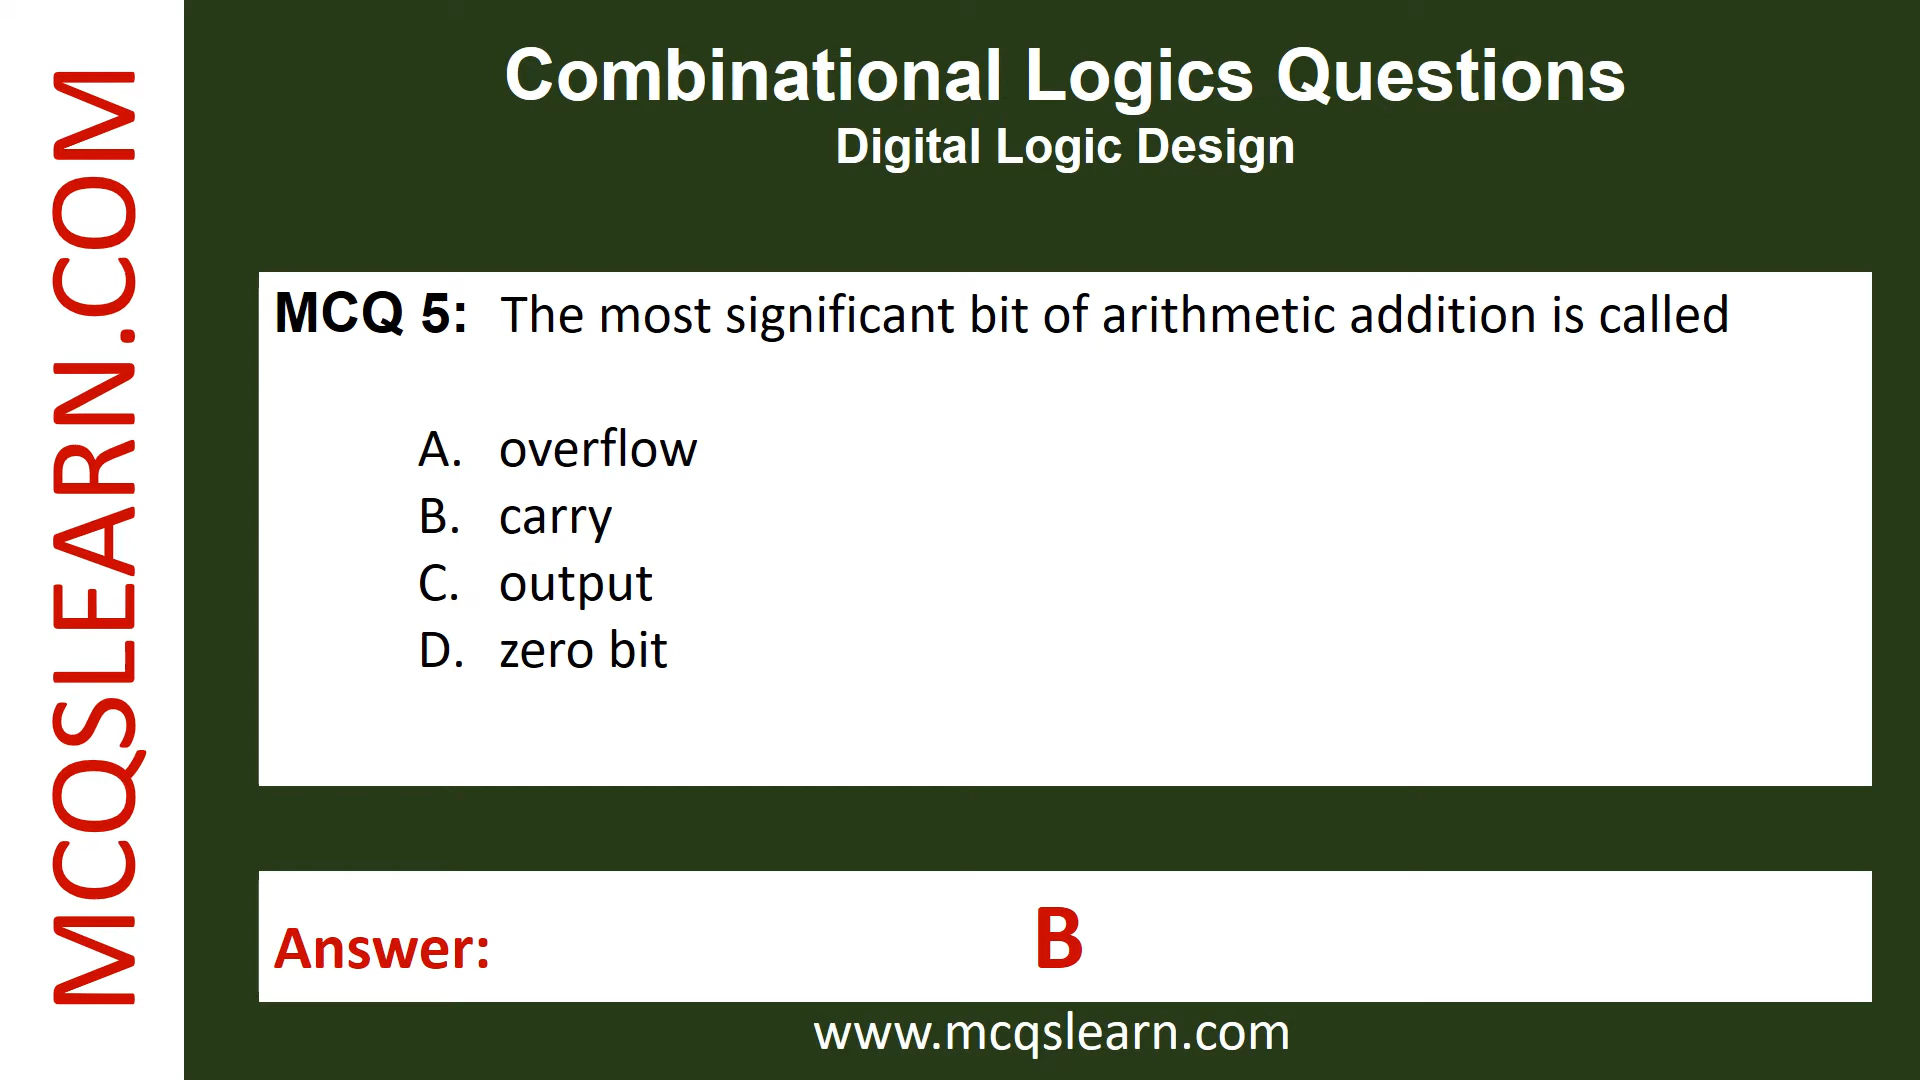 MCQSLEARN.COM
Combinational Logics Questions
Digital Logic Design
MCQ 5: The most significant bit of arithmetic addition is called
A. overflow
B. carry
C. output
D. zero bit
Answer: B
www.mcqslearn.com